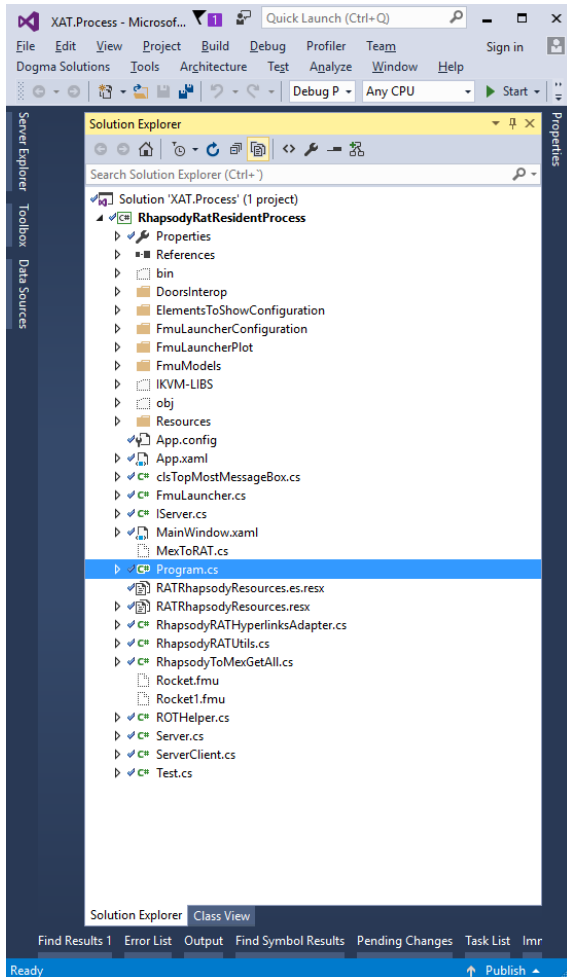 XAT.Process - Microsof... 1 Quick Launch (Ctrl+Q)
File Edit View Project Build Debug Profiler Team Sign in
Dogma Solutions Tools Architecture Test Analyze Window Help
Debug P Any CPU Start
Server Explorer
Toolbox
Data Sources
Solution Explorer
Search Solution Explorer (Ctrl+`)
Solution 'XAT.Process' (1 project)
C# RhapsodyRatResidentProcess
Properties
References
bin
DoorsInterop
ElementsToShowConfiguration
FmuLauncherConfiguration
FmuLauncherPlot
FmuModels
IKVM-LIBS
obj
Resources
App.config
App.xaml
C# clsTopMostMessageBox.cs
C# FmuLauncher.cs
C# IServer.cs
MainWindow.xaml
MexToRAT.cs
C# Program.cs
RATRhapsodyResources.es.resx
RATRhapsodyResources.resx
C# RhapsodyRATHyperlinksAdapter.cs
C# RhapsodyRATUtils.cs
C# RhapsodyToMexGetAll.cs
Rocket.fmu
Rocket1.fmu
C# ROTHelper.cs
C# Server.cs
C# ServerClient.cs
C# Test.cs
Properties
Solution Explorer Class View
Find Results 1 Error List Output Find Symbol Results Pending Changes Task List Imr
Ready Publish